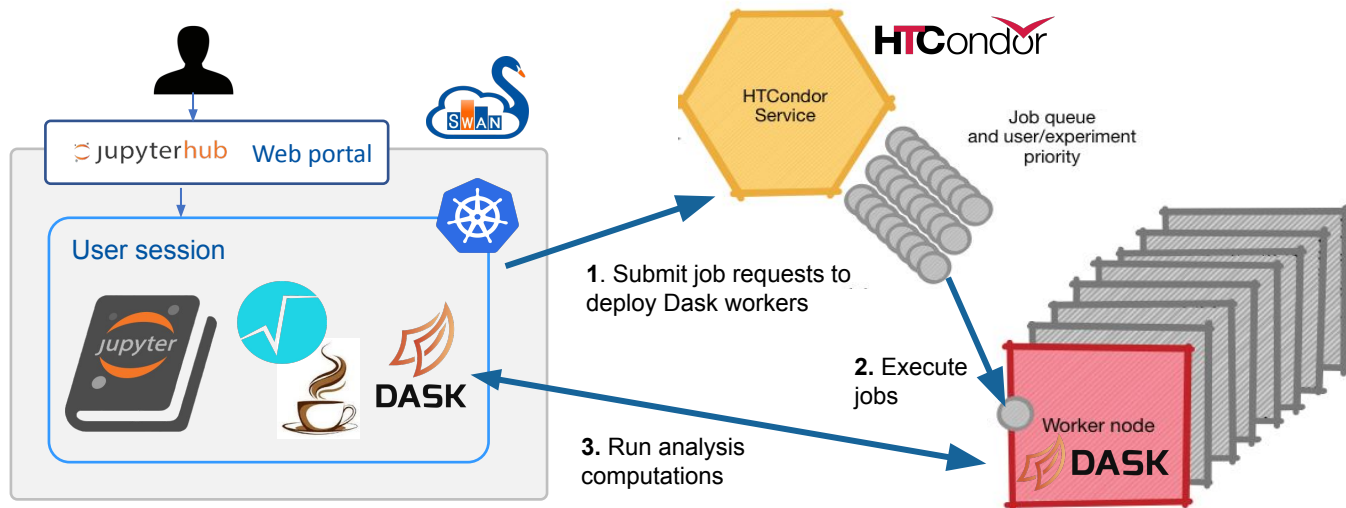 HTCondor
HTCondor
Service
Job queue
and user/experiment
priority
SWAN
jupyterhub Web portal
User session
jupyter
DASK
1. Submit job requests to
deploy Dask workers
2. Execute
jobs
3. Run analysis
computations
Worker node
DASK